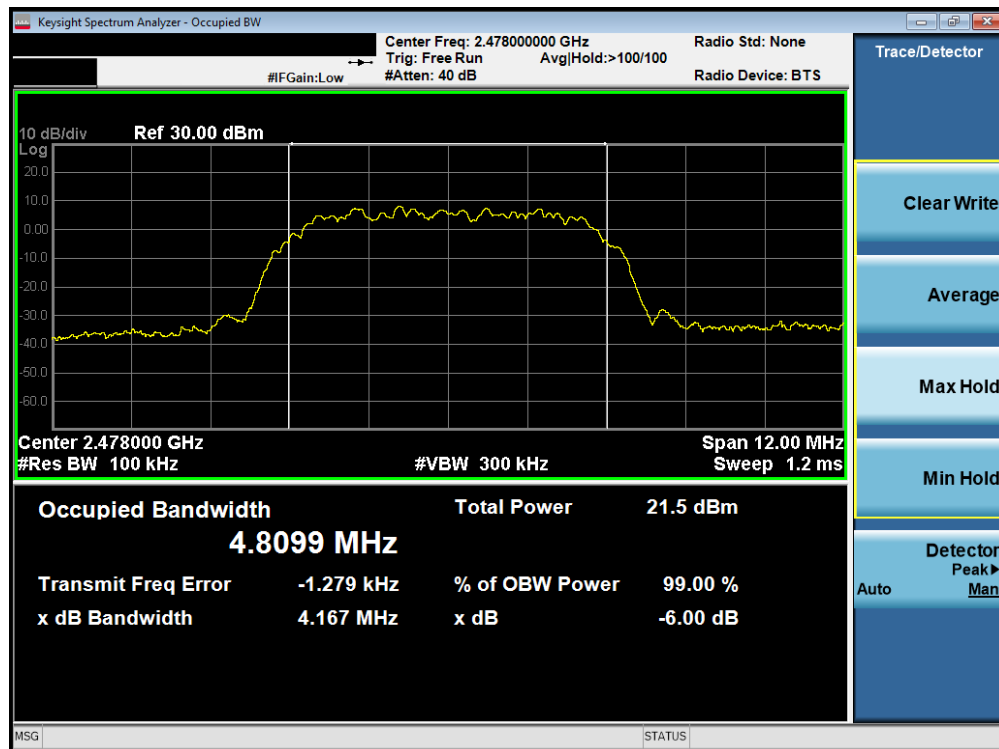 Keysight Spectrum Analyzer - Occupied BW
Center Freq: 2.478000000 GHz
Radio Std: None
Trig: Free Run
Avg|Hold:>100/100
#IFGain:Low
#Atten: 40 dB
Radio Device: BTS
Trace/Detector
10 dB/div
Ref 30.00 dBm
Log
20.0
10.0
0.00
-10.0
-20.0
-30.0
-40.0
-50.0
-60.0
Center 2.478000 GHz
Span 12.00 MHz
#Res BW 100 kHz
#VBW 300 kHz
Sweep 1.2 ms
Occupied Bandwidth
4.8099 MHz
Total Power
21.5 dBm
Transmit Freq Error
-1.279 kHz
% of OBW Power
99.00 %
x dB Bandwidth
4.167 MHz
x dB
-6.00 dB
Clear Write
Average
Max Hold
Min Hold
Detector
Peak▶
Auto
Man
MSG
STATUS